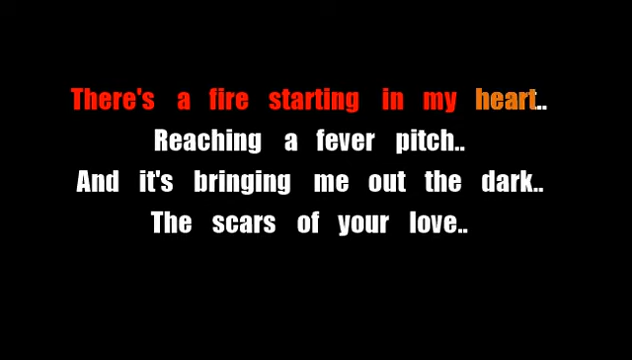 There's a fire starting in my heart..
Reaching a fever pitch..
And it's bringing me out the dark..
The scars of your love..